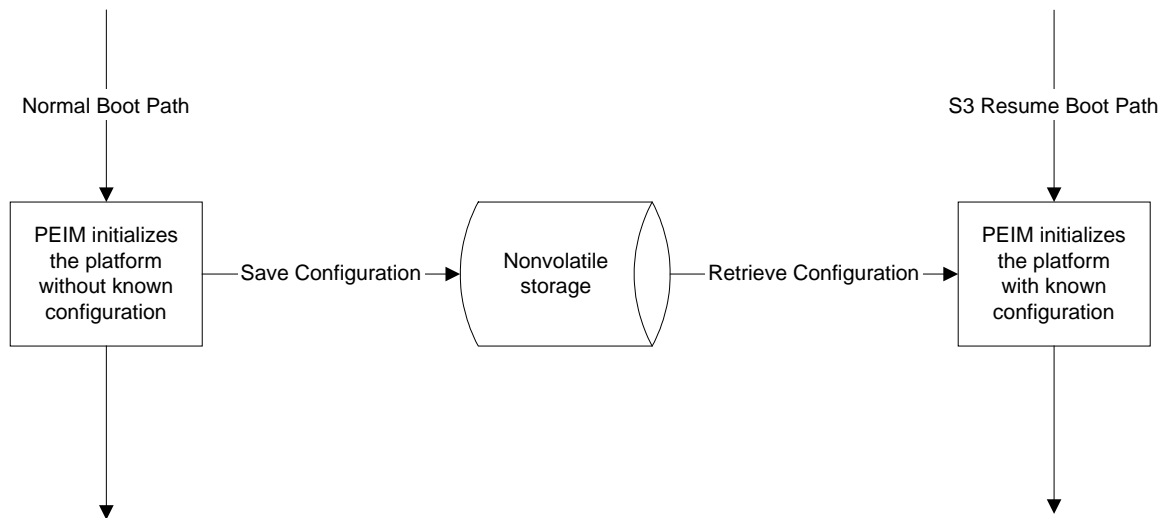 Normal Boot Path
S3 Resume Boot Path
PEIM initializes
the platform
without known
configuration
Save Configuration
Nonvolatile
storage
Retrieve Configuration
PEIM initializes
the platform
with known
configuration